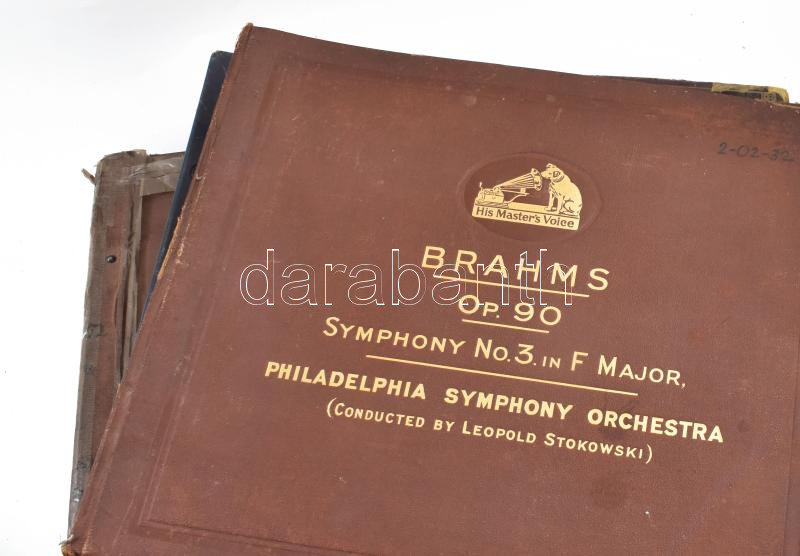 2-02-32
His Master's Voice
BRAHMS
OP. 90
SYMPHONY NO. 3. IN F MAJOR,
PHILADELPHIA SYMPHONY ORCHESTRA
(CONDUCTED BY LEOPOLD STOKOWSKI)
darabanth